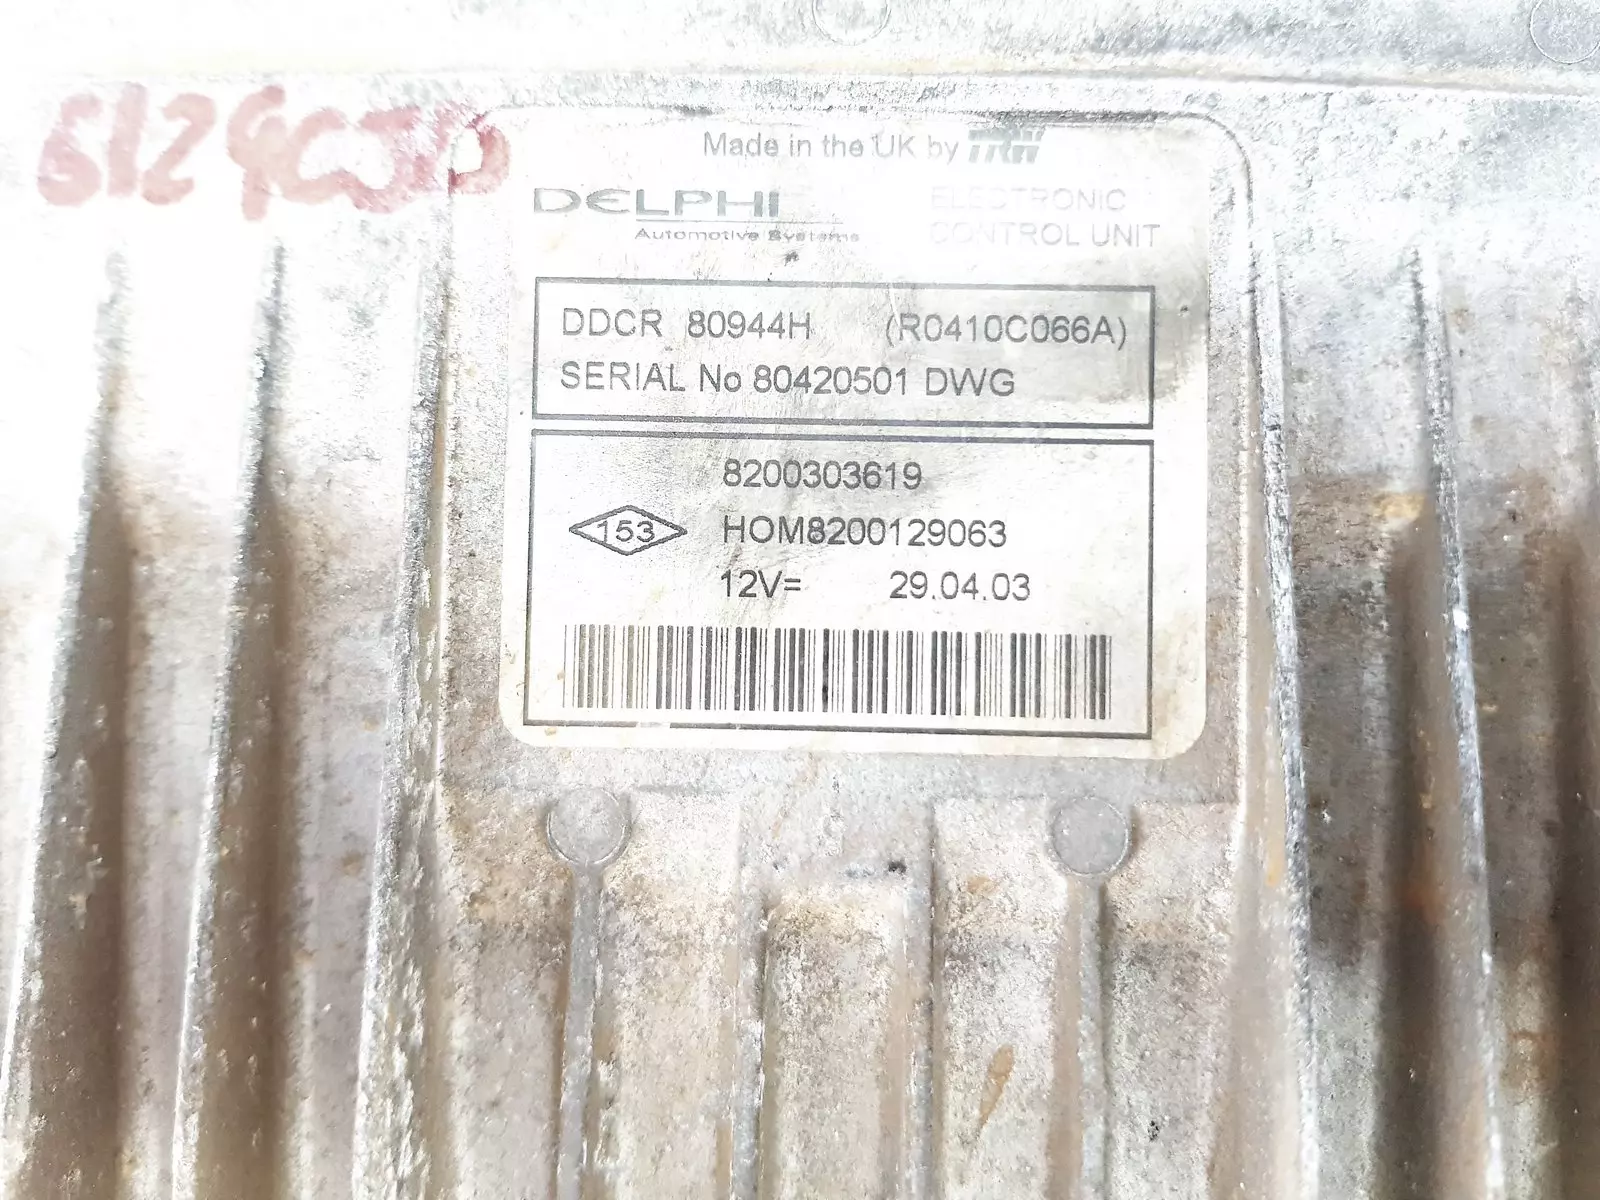 Made in the UK by TRW
DELPHI
Automotive Systems
ELECTRONIC
CONTROL UNIT
DDCR 80944H (R0410C066A)
SERIAL No 80420501 DWG
8200303619
153 HOM8200129063
12V= 29.04.03